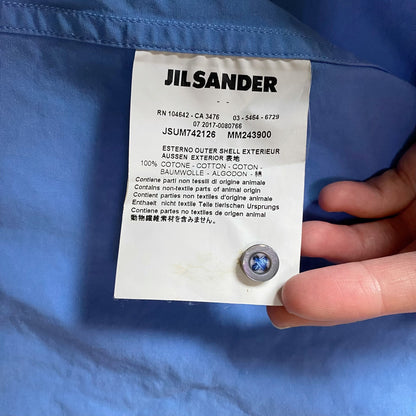 JILSANDER
- -
RN 104642 - CA 3476 03 - 5464 - 6729
07 2017-0080766
JSUM742126 MM243900
ESTERNO OUTER SHELL EXTERIEUR
AUSSEN EXTERIOR 表地
100% COTONE - COTTON - COTON -
BAUMWOLLE - ALGODON - 綿
Contiene parti non tessili di origine animale
Contains non-textile parts of animal origin
Contient des parties non textiles d'origine animale
Enthaelt nicht textile Teile tierischen Ursprungs
No contiene partes no textiles de origen animal
動物繊維素材を含みません。